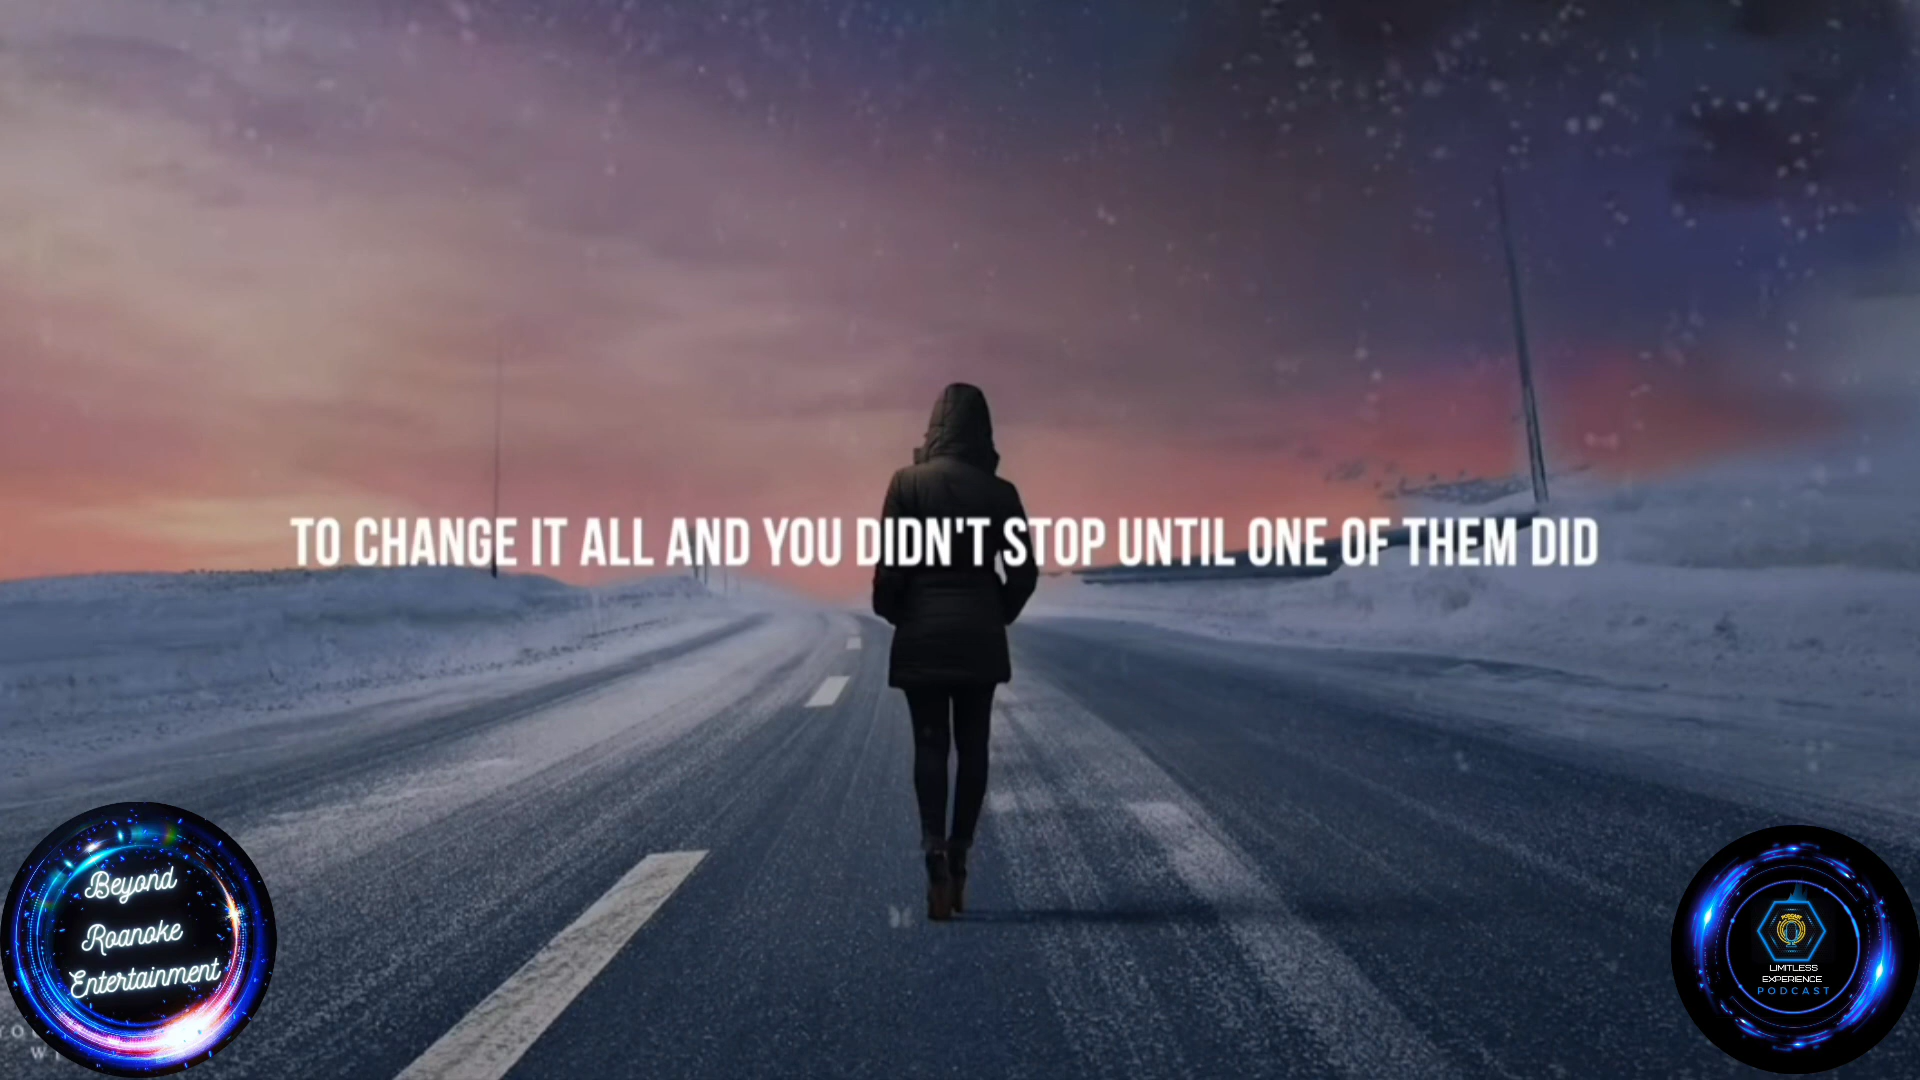 TO CHANGE IT ALL AND YOU DIDN'T STOP UNTIL ONE OF THEM DID
Beyond
Roanoke
Entertainment
PODCAST
LIMITLESS
EXPERIENCE
PODCAST